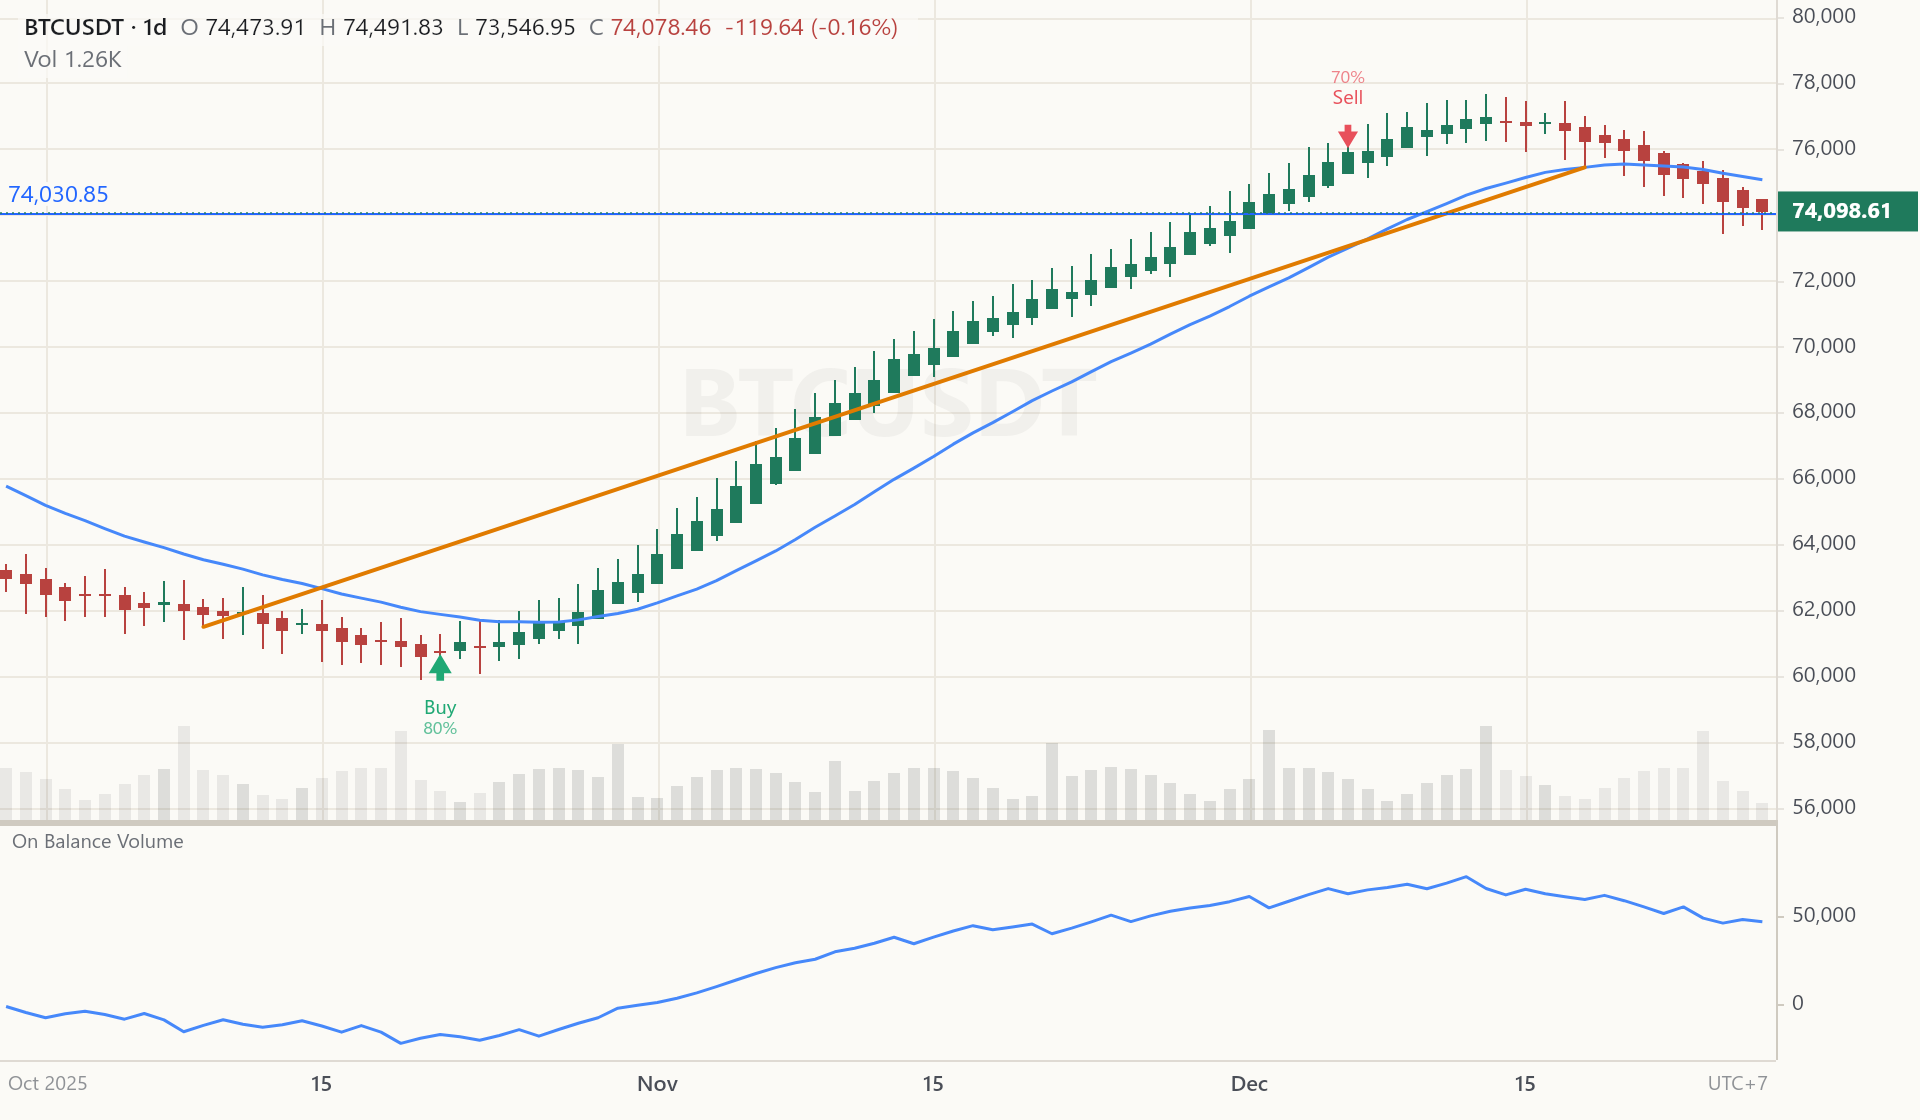 BTCUSDT · 1d O 74,473.91 H 74,491.83 L 73,546.95 C 74,078.46 -119.64 (-0.16%)
Vol 1.26K
80,000
70%
78,000
Sell
76,000
74,030.85
74,098.61
72,000
70,000
BTCUSDT
68,000
66,000
64,000
62,000
60,000
Buy
80%
58,000
56,000
On Balance Volume
50,000
0
Oct 2025 15 Nov 15 Dec 15 UTC+7